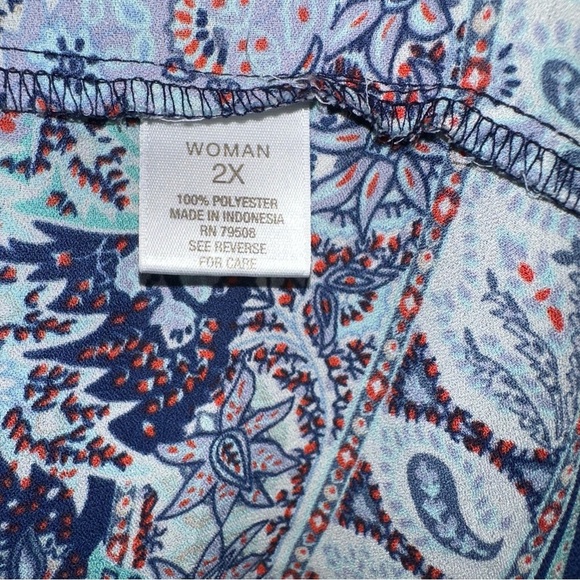 WOMAN
2X
100% POLYESTER
MADE IN INDONESIA
RN 79508
SEE REVERSE
FOR CARE